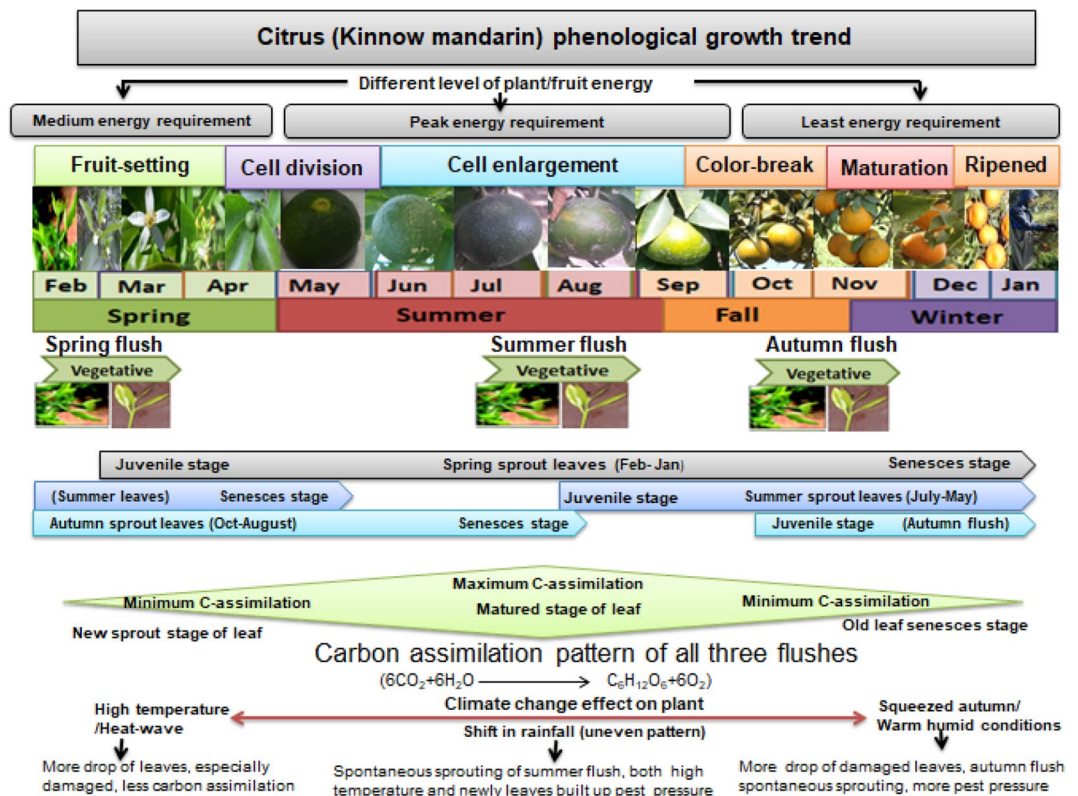 Citrus (Kinnow mandarin) phenological growth trend
Different level of plant/fruit energy
Medium energy requirement
Peak energy requirement
Least energy requirement
Fruit-setting
Cell division
Cell enlargement
Color-break
Maturation
Ripened
Feb
Mar
Apr
May
Jun
Jul
Aug
Sep
Oct
Nov
Dec
Jan
Spring
Summer
Fall
Winter
Spring flush
Summer flush
Autumn flush
Vegetative
Vegetative
Vegetative
Juvenile stage
Spring sprout leaves (Feb- Jan)
Senesces stage
(Summer leaves)
Senesces stage
Juvenile stage
Summer sprout leaves (July-May)
Autumn sprout leaves (Oct-August)
Senesces stage
Juvenile stage
(Autumn flush)
Maximum C-assimilation
Minimum C-assimilation
Matured stage of leaf
Minimum C-assimilation
New sprout stage of leaf
Old leaf senesces stage
Carbon assimilation pattern of all three flushes
(6CO₂+6H₂O ⟶ C₆H₁₂O₆+6O₂)
Climate change effect on plant
High temperature
/Heat-wave
Shift in rainfall (uneven pattern)
Squeezed autumn/
Warm humid conditions
More drop of leaves, especially
damaged, less carbon assimilation
Spontaneous sprouting of summer flush, both high
temperature and newly leaves built up pest pressure
More drop of damaged leaves, autumn flush
spontaneous sprouting, more pest pressure